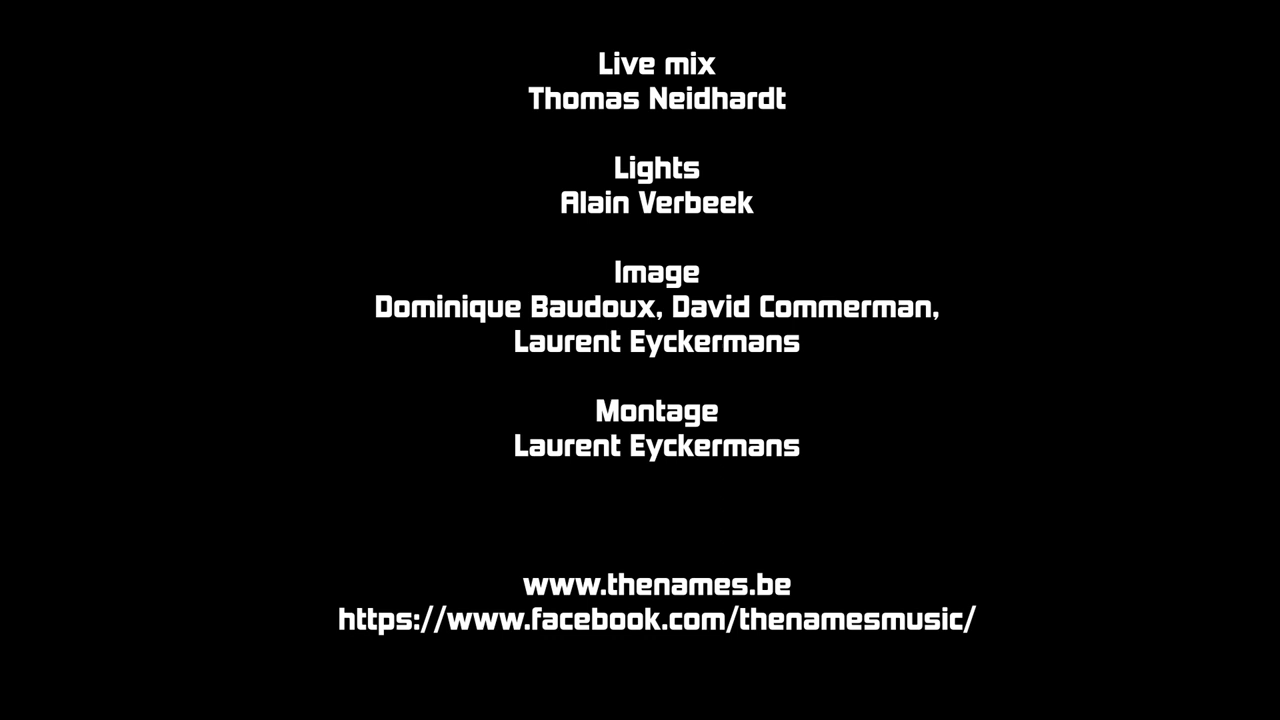 Live mix
Thomas Neidhardt
Lights
Alain Verbeek
Image
Dominique Baudoux, David Commerman,
Laurent Eyckermans
Montage
Laurent Eyckermans
www.thenames.be
https://www.facebook.com/thenamesmusic/